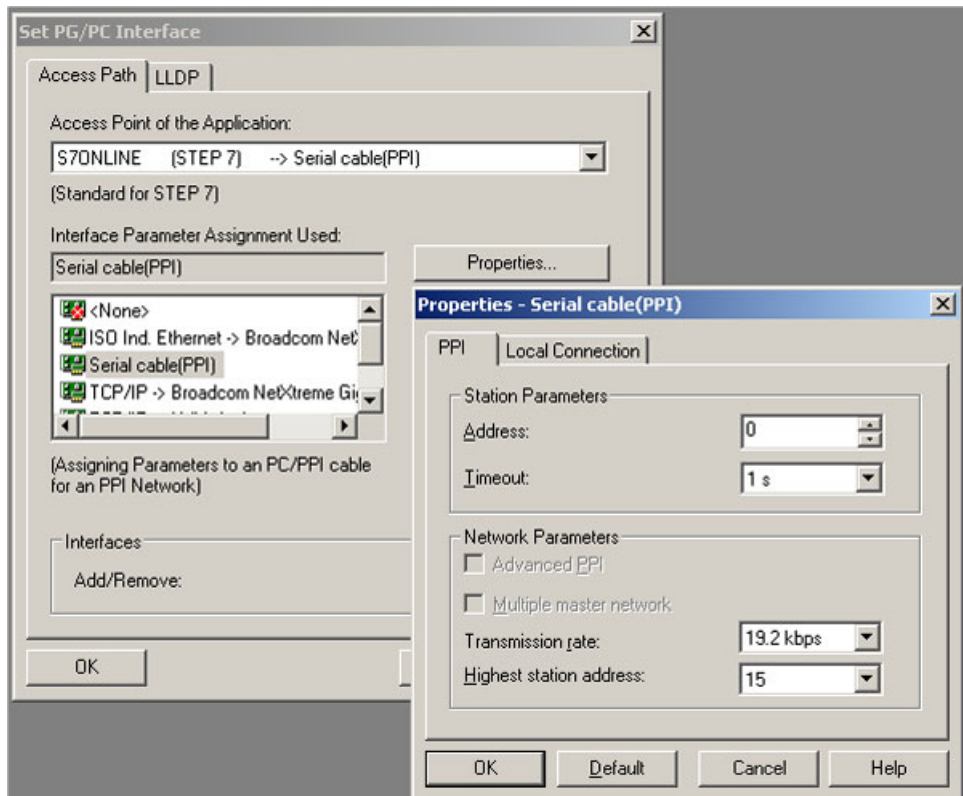 Set PG/PC Interface
Access Path
LLDP
Access Point of the Application:
S7ONLINE (STEP 7) --> Serial cable(PPI)
(Standard for STEP 7)
Interface Parameter Assignment Used:
Serial cable(PPI)
Properties...
<None>
ISO Ind. Ethernet -> Broadcom Net
Serial cable(PPI)
TCP/IP -> Broadcom NetXtreme Gi
(Assigning Parameters to an PC/PPI cable
for an PPI Network)
Interfaces
Add/Remove:
OK
Properties - Serial cable(PPI)
PPI
Local Connection
Station Parameters
Address:
0
Timeout:
1 s
Network Parameters
Advanced PPI
Multiple master network
Transmission rate:
19.2 kbps
Highest station address:
15
OK
Default
Cancel
Help